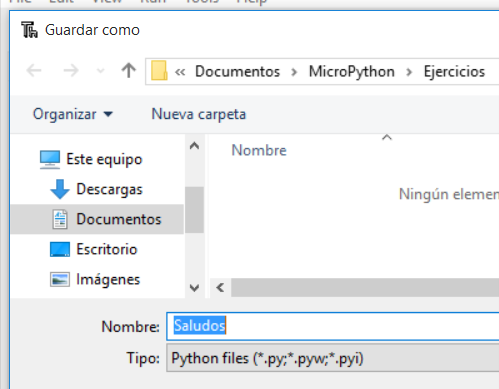 File Edit View Run Tools Help
Guardar como
« Documentos › MicroPython › Ejercicios
Organizar Nueva carpeta
Este equipo
Descargas
Documentos
Escritorio
Imágenes
Nombre
Ningún elemen
Nombre: Saludos
Tipo: Python files (*.py;*.pyw;*.pyi)